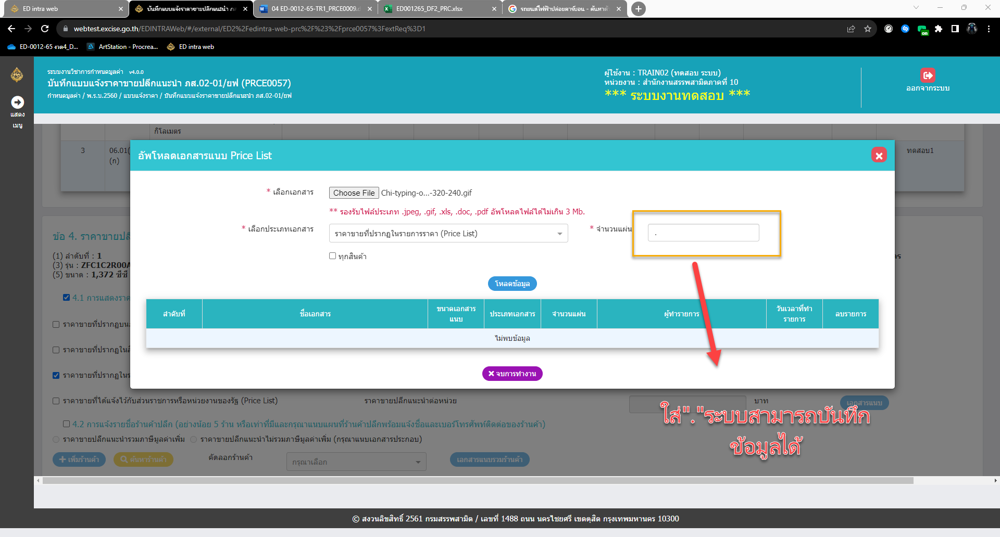 ED intra web
บันทึกแบบแจ้งราคาขายปลีกแนะนำ ภส
04 ED-0012-65-TR1_PRCE0009.d
ED001265_DF2_PRC.xlsx
รถยนต์ไฟฟ้าปล่อยคาร์บอน - ค้นหาด้ว
webtest.excise.go.th/EDINTRAWeb/#/external/ED2%2Fedintra-web-prc%2F%23%2Fprce0057%3FextReq%3D1
on
ED-0012-65 งวด4_D...
ArtStation - Procrea...
ED intra web
แสดง
เมนู
ระบบงานวิชาการกำหนดมูลค่า v4.0.0
บันทึกแบบแจ้งราคาขายปลีกแนะนำ ภส.02-01/ยฟ (PRCE0057)
กำหนดมูลค่า / พ.ร.บ.2560 / แบบแจ้งราคา / บันทึกแบบแจ้งราคาขายปลีกแนะนำ ภส.02-01/ยฟ
ผู้ใช้งาน : TRAIN02 (ทดสอบ ระบบ)
หน่วยงาน : สำนักงานสรรพสามิตภาคที่ 10
*** ระบบงานทดสอบ ***
ออกจากระบบ
กิโลเมตร
3
06.01(
(ก)
ทดสอบ1
อัพโหลดเอกสารแนบ Price List
* เลือกเอกสาร
Choose File Chi-typing-o...-320-240.gif
** รองรับไฟล์ประเภท .jpeg, .gif, .xls, .doc, .pdf อัพโหลดไฟล์ได้ไม่เกิน 3 Mb.
* เลือกประเภทเอกสาร
ราคาขายที่ปรากฏในรายการราคา (Price List)
* จำนวนแผ่น
.
ทุกสินค้า
โหลดข้อมูล
ลำดับที่
ชื่อเอกสาร
ขนาดเอกสาร
แนบ
ประเภทเอกสาร
จำนวนแผ่น
ผู้ทำรายการ
วันเวลาที่ทำ
รายการ
ลบรายการ
ไม่พบข้อมูล
จบการทำงาน
ข้อ 4. ราคาขายปลี
(1) ลำดับที่ : 1
(3) รุ่น : ZFC1C2R00A
(5) ขนาด : 1,372 ซีซี
4.1 การแสดงราค
ราคาขายที่ปรากฏบน
ราคาขายที่ปรากฏใน
ราคาขายที่ปรากฏในร
ราคาขายที่ได้แจ้งไว้กับส่วนราชการหรือหน่วยงานของรัฐ (Price List)
ราคาขายปลีกแนะนำต่อหน่วย
บาท
เอกสารแนบ
4.2 การแจ้งรายชื่อร้านค้าปลีก (อย่างน้อย 5 ร้าน หรือเท่าที่มีและกรุณาแนบแผนที่ร้านค้าปลีกพร้อมแจ้งชื่อและเบอร์โทรศัพท์ติดต่อของร้านค้า)
ราคาขายปลีกแนะนำรวมภาษีมูลค่าเพิ่ม
ราคาขายปลีกแนะนำไม่รวมภาษีมูลค่าเพิ่ม (กรุณาแนบเอกสารประกอบ)
เพิ่มร้านค้า
ค้นหาร้านค้า
คัดลอกร้านค้า
กรุณาเลือก
เอกสารแนบรวมร้านค้า
ใส่"."ระบบสามารถบันทึก
ข้อมูลได้
© สงวนลิขสิทธิ์ 2561 กรมสรรพสามิต / เลขที่ 1488 ถนน นครไชยศรี เขตดุสิต กรุงเทพมหานคร 10300